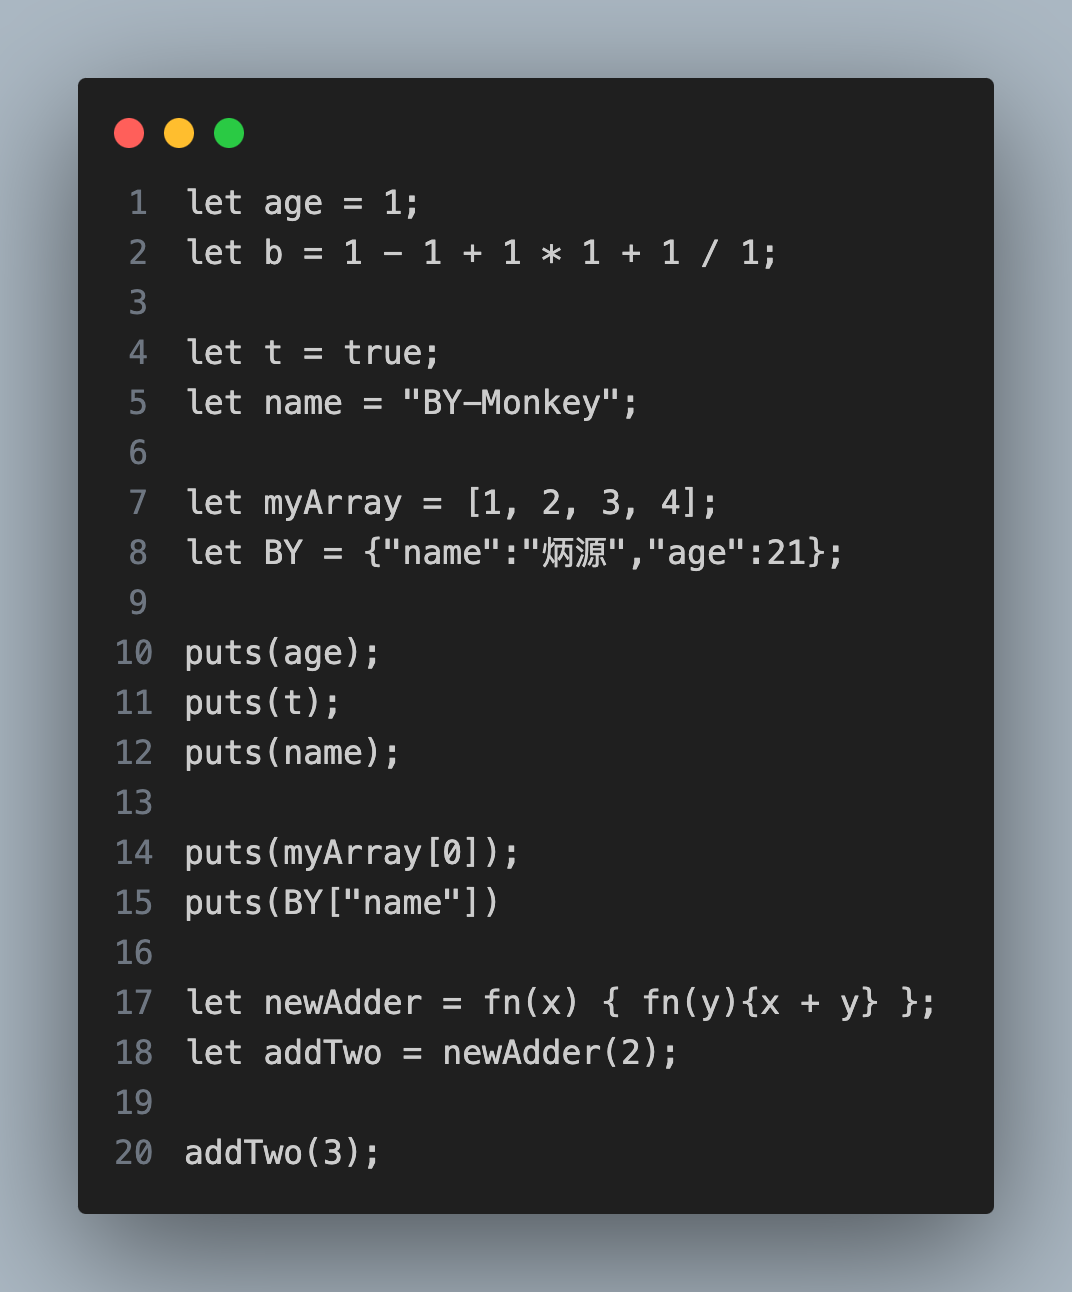 1 let age = 1;
2 let b = 1 - 1 + 1 * 1 + 1 / 1;
3
4 let t = true;
5 let name = "BY-Monkey";
6
7 let myArray = [1, 2, 3, 4];
8 let BY = {"name":"炳源","age":21};
9
10 puts(age);
11 puts(t);
12 puts(name);
13
14 puts(myArray[0]);
15 puts(BY["name"])
16
17 let newAdder = fn(x) { fn(y){x + y} };
18 let addTwo = newAdder(2);
19
20 addTwo(3);